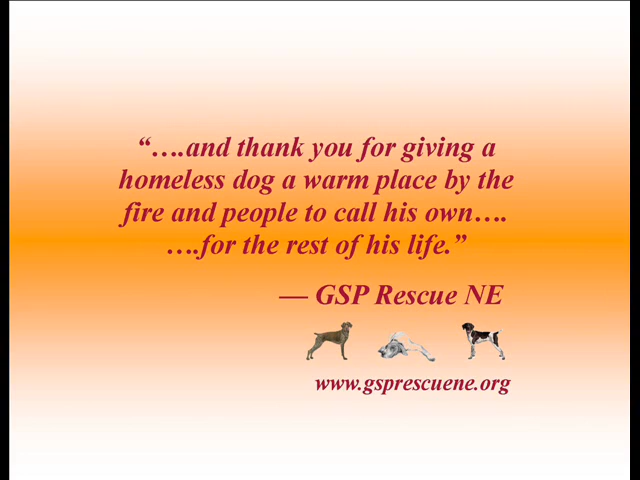 “….and thank you for giving a
homeless dog a warm place by the
fire and people to call his own….
….for the rest of his life.”
— GSP Rescue NE
www.gsprescuene.org